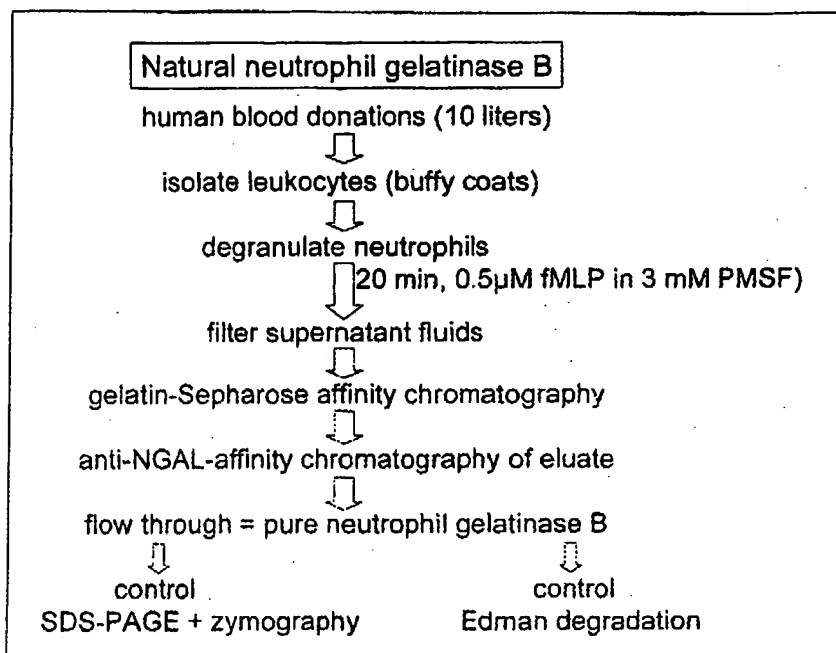 Natural neutrophil gelatinase B
human blood donations (10 liters)
isolate leukocytes (buffy coats)
degranulate neutrophils
20 min, 0.5µM fMLP in 3 mM PMSF)
filter supernatant fluids
gelatin-Sepharose affinity chromatography
anti-NGAL-affinity chromatography of eluate
flow through = pure neutrophil gelatinase B
control control
SDS-PAGE + zymography Edman degradation